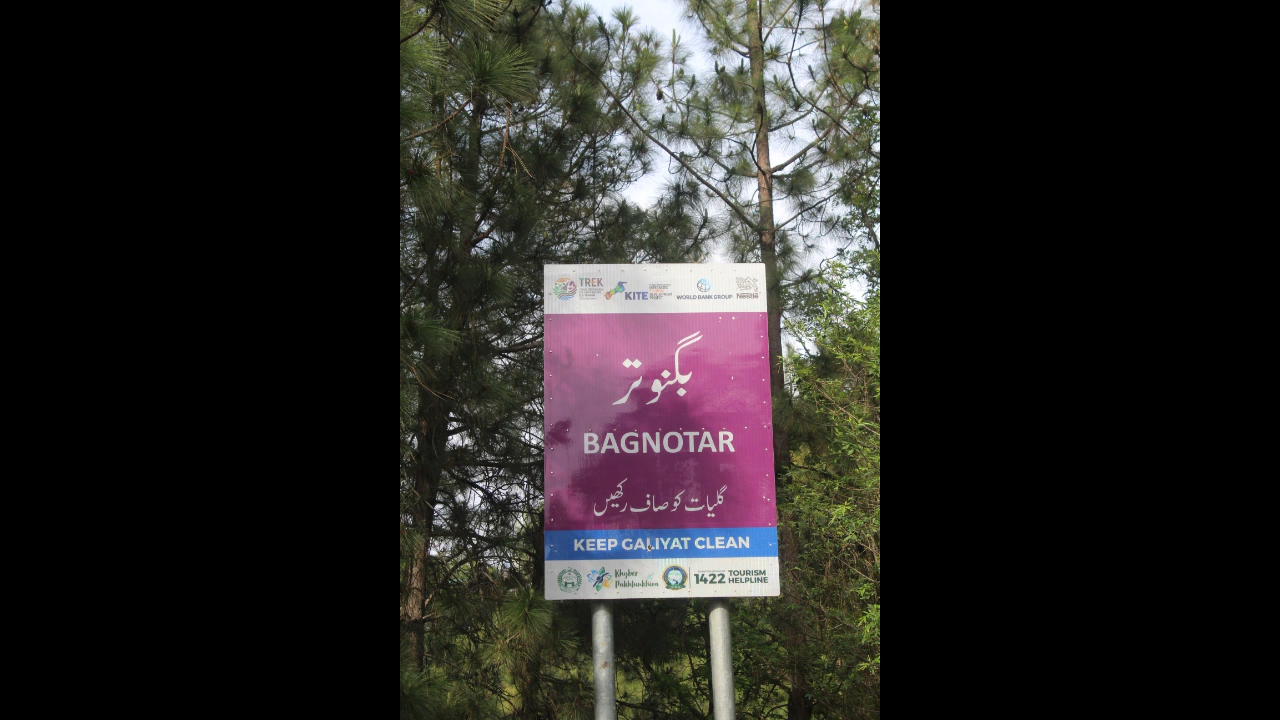 TREK
KITE
WORLD BANK GROUP
Nestlé
بگنوتر
BAGNOTAR
گلیات کو صاف رکھیں
KEEP GALIYAT CLEAN
Khyber
Pakhtunkhwa
1422 TOURISM
HELPLINE